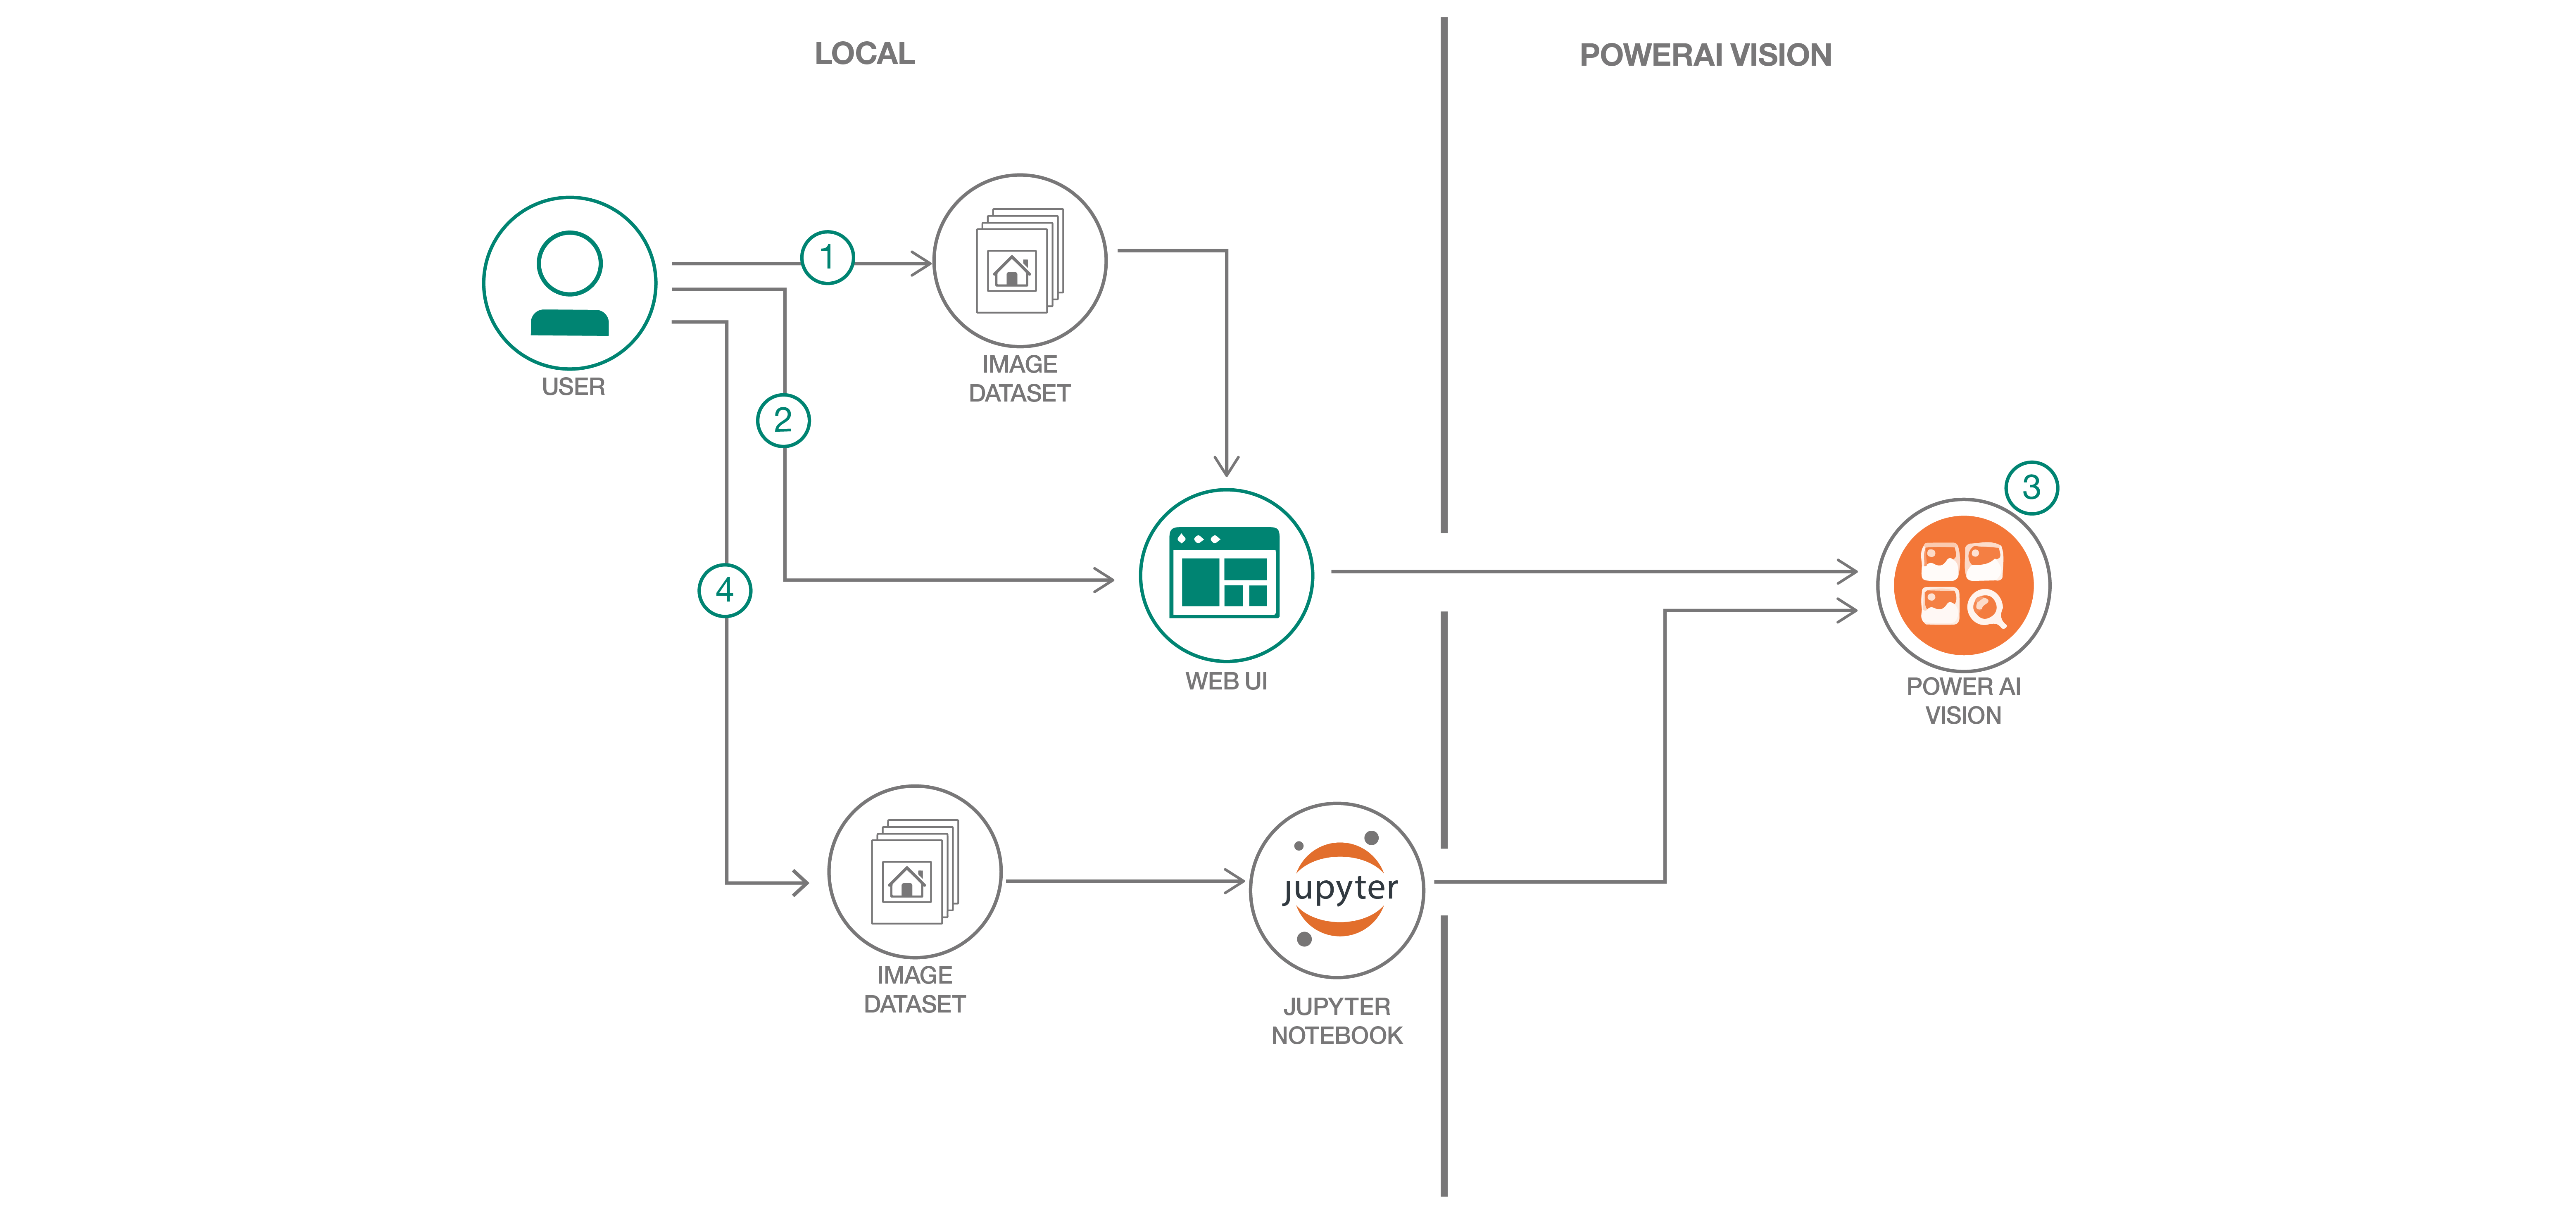 LOCAL
POWERAI VISION
1
IMAGE
DATASET
USER
2
3
4
WEB UI
POWER AI
VISION
jupyter
IMAGE
DATASET
JUPYTER
NOTEBOOK